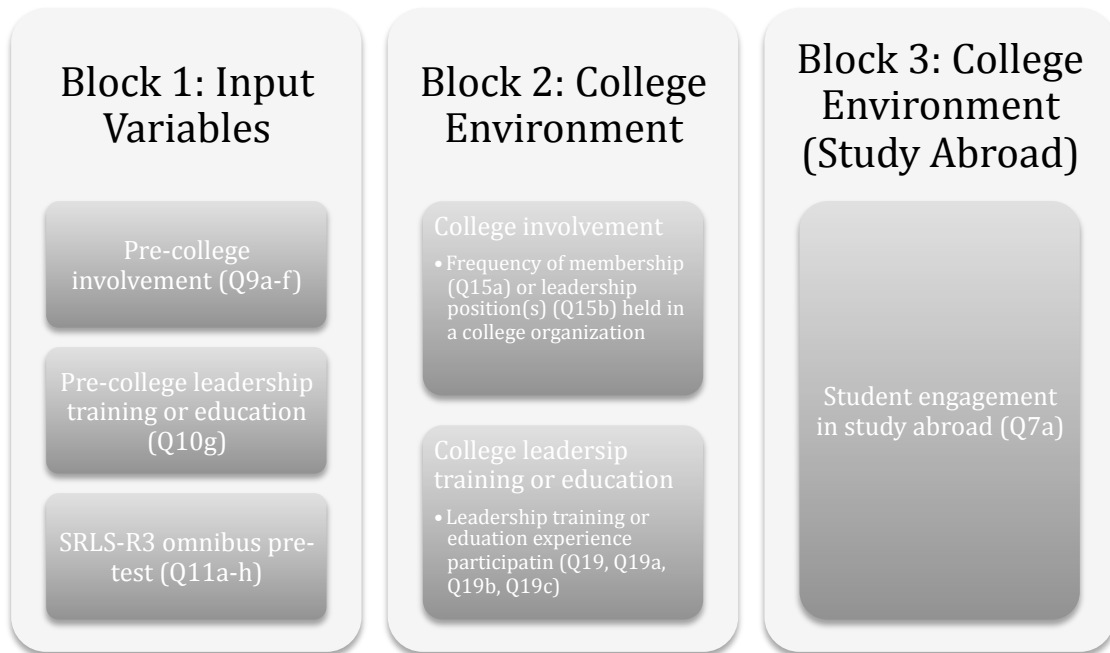 Block 1: Input
Variables
Pre-college
involvement (Q9a-f)
Pre-college leadership
training or education
(Q10g)
SRLS-R3 omnibus pre-
test (Q11a-h)
Block 2: College
Environment
College involvement
• Frequency of membership
(Q15a) or leadership
position(s) (Q15b) held in
a college organization
College leadersip
training or education
• Leadership training or
eduation experience
participatin (Q19, Q19a,
Q19b, Q19c)
Block 3: College
Environment
(Study Abroad)
Student engagement
in study abroad (Q7a)